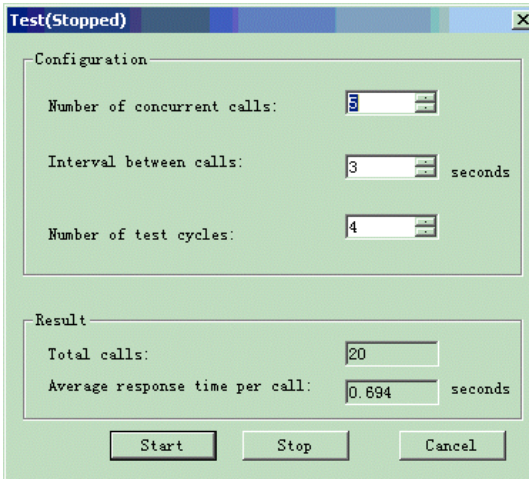 Test(Stopped)
Configuration
Number of concurrent calls: 5
Interval between calls: 3 seconds
Number of test cycles: 4
Result
Total calls: 20
Average response time per call: 0.694 seconds
Start Stop Cancel